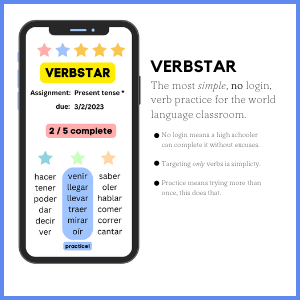 VERBSTAR
Assignment: Present tense *
due: 3/2/2023
2 / 5 complete
hacer venir saber
tener llegar oler
poder llevar hablar
dar traer comer
decir mirar correr
ver oír cantar
practice!
VERBSTAR
The most simple, no login,
verb practice for the world
language classroom.
No login means a high schooler
can complete it without excuses.
Targeting only verbs is simplicty.
Practice means trying more than
once, this does that.